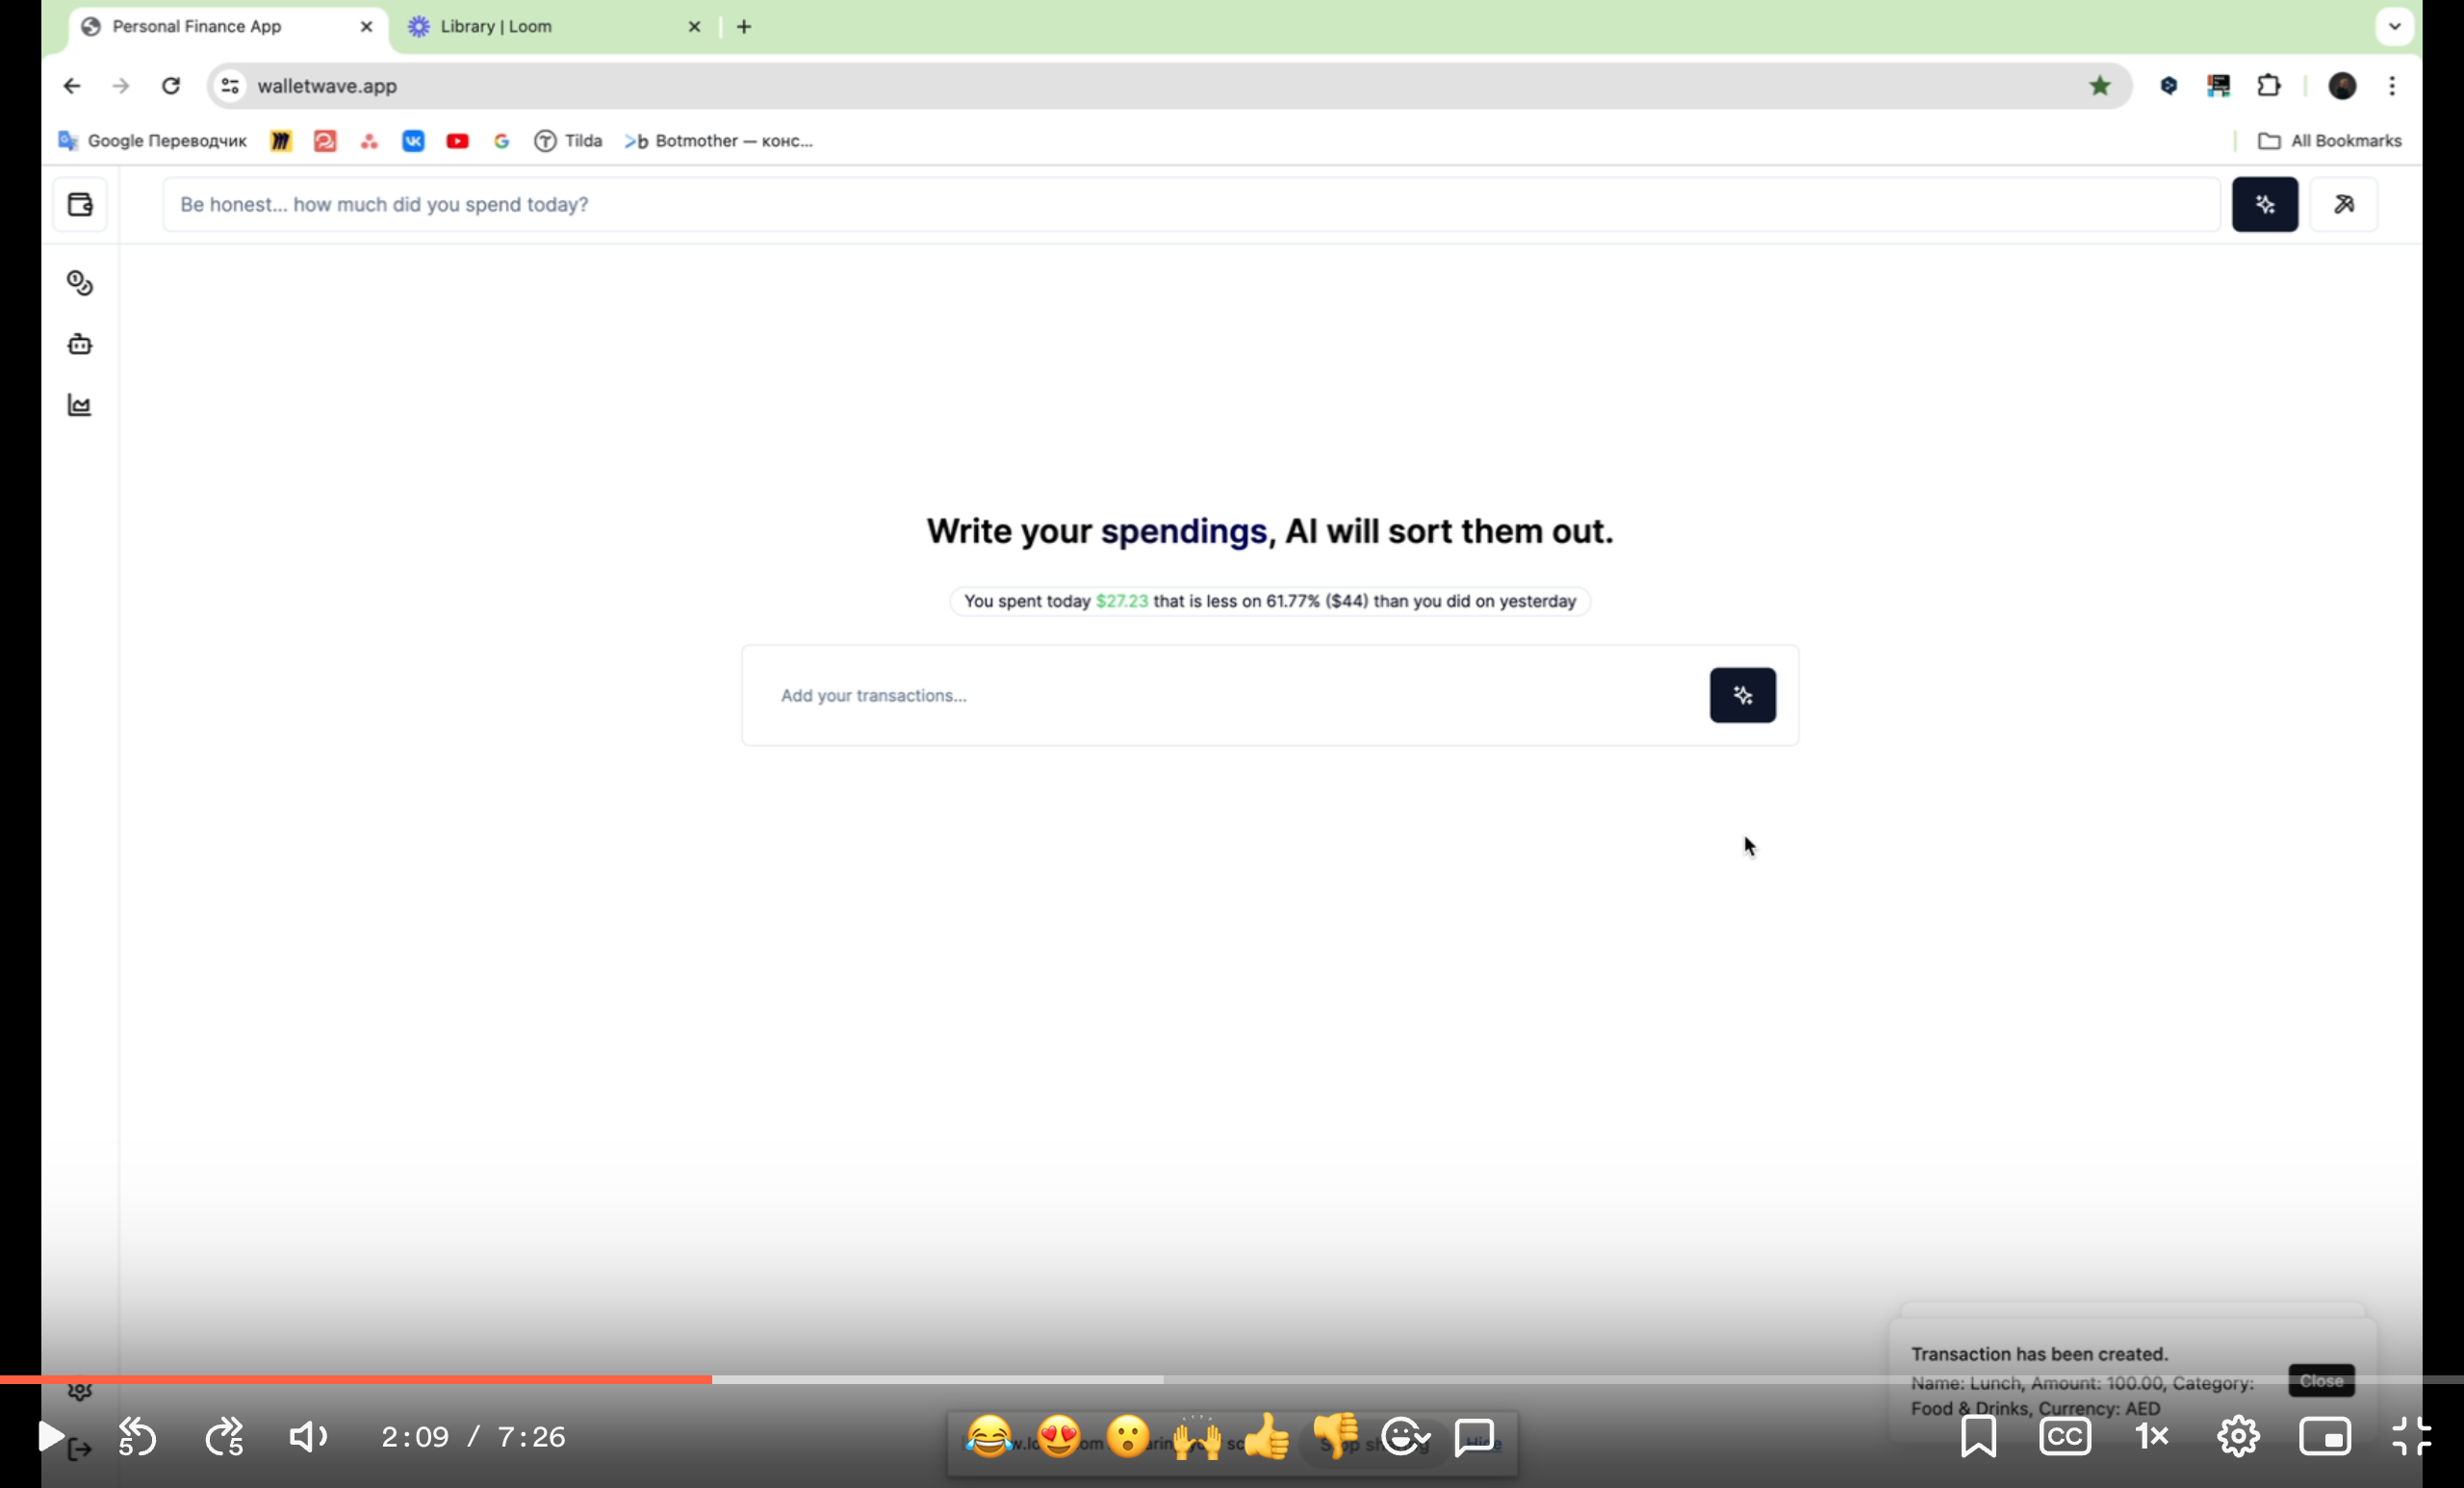 Personal Finance App
Library | Loom
walletwave.app
Google Переводчик
Tilda
Botmother — конс...
All Bookmarks
Be honest... how much did you spend today?
Write your spendings, AI will sort them out.
You spent today $27.23 that is less on 61.77% ($44) than you did on yesterday
Add your transactions...
Transaction has been created.
Name: Lunch, Amount: 100.00, Category:
Food & Drinks, Currency: AED
Close
5
5
2:09 / 7:26
Hide
CC
1×